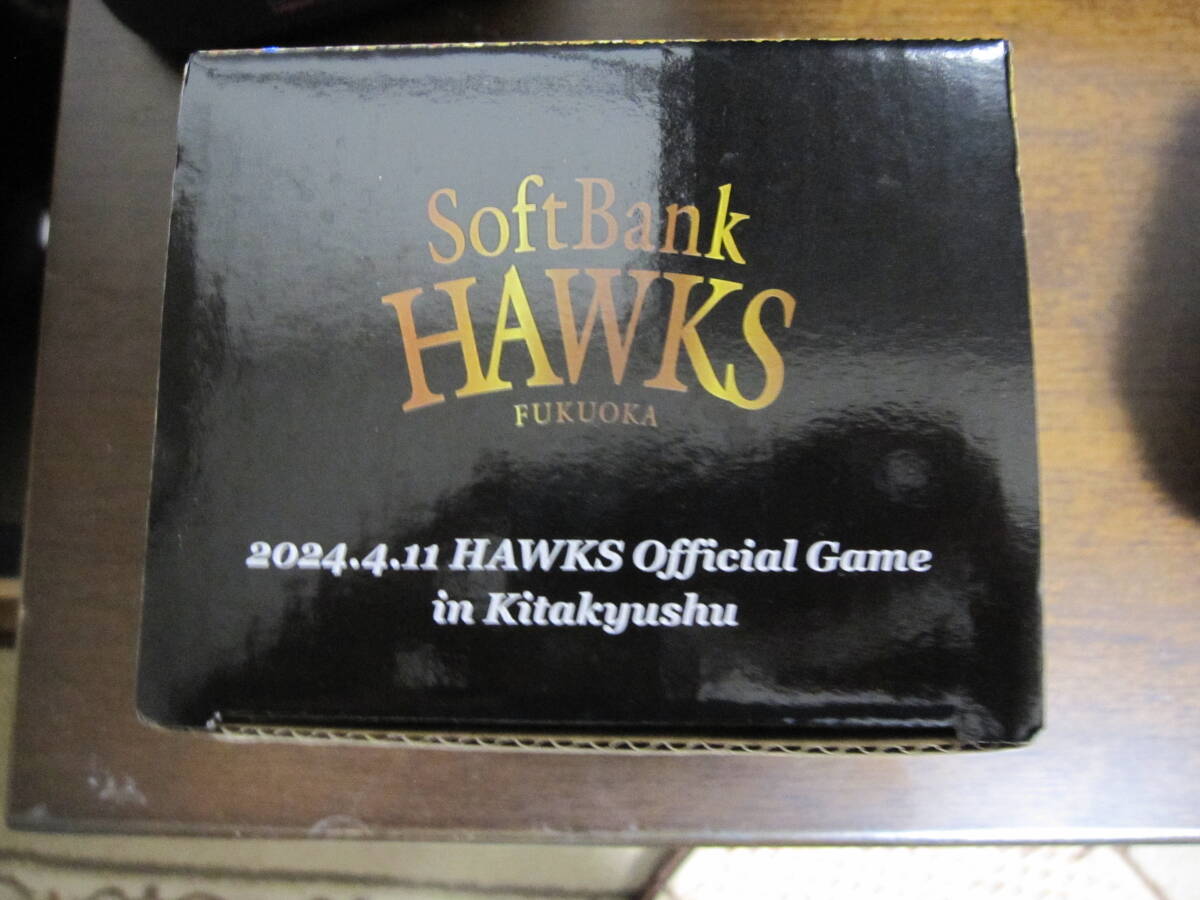 SoftBank
HAWKS
FUKUOKA
2024.4.11 HAWKS Official Game
in Kitakyushu